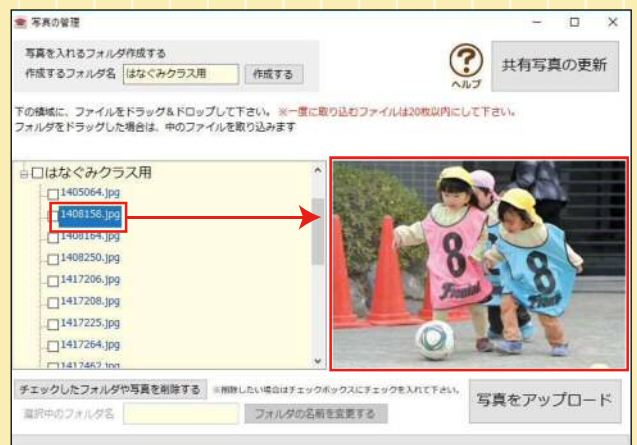 写真の管理
写真を入れるフォルダ作成する
作成するフォルダ名 はなぐみクラス用 作成する
ヘルプ
共有写真の更新
下の領域に、ファイルをドラッグ&ドロップして下さい。 ※一度に取り込むファイルは20枚以内にして下さい。
フォルダをドラッグした場合は、中のファイルを取り込みます
はなぐみクラス用
1405064.jpg
1408158.jpg
1408164.jpg
1408250.jpg
1417206.jpg
1417208.jpg
1417225.jpg
1417264.jpg
1417462.jpg
8
8
チェックしたフォルダや写真を削除する ※削除したい場合はチェックボックスにチェックを入れて下さい。
選択中のフォルダ名 フォルダの名前を変更する
写真をアップロード